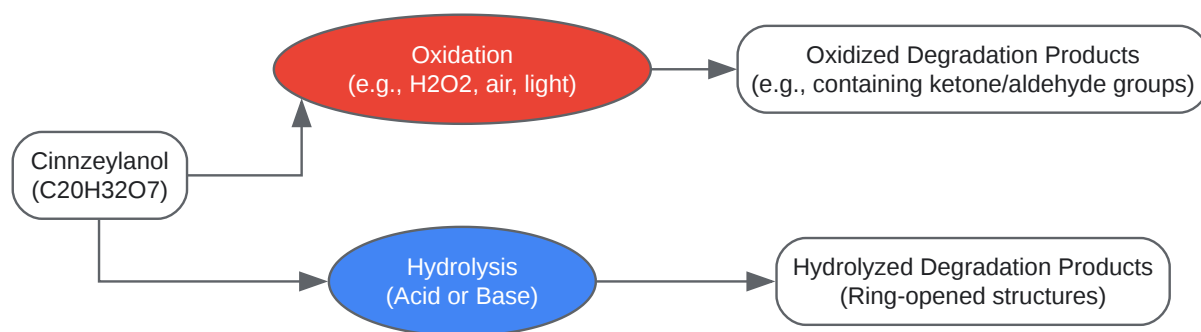 Oxidation
(e.g., H2O2, air, light)
Oxidized Degradation Products
(e.g., containing ketone/aldehyde groups)
Cinnzeylanol
(C20H32O7)
Hydrolysis
(Acid or Base)
Hydrolyzed Degradation Products
(Ring-opened structures)